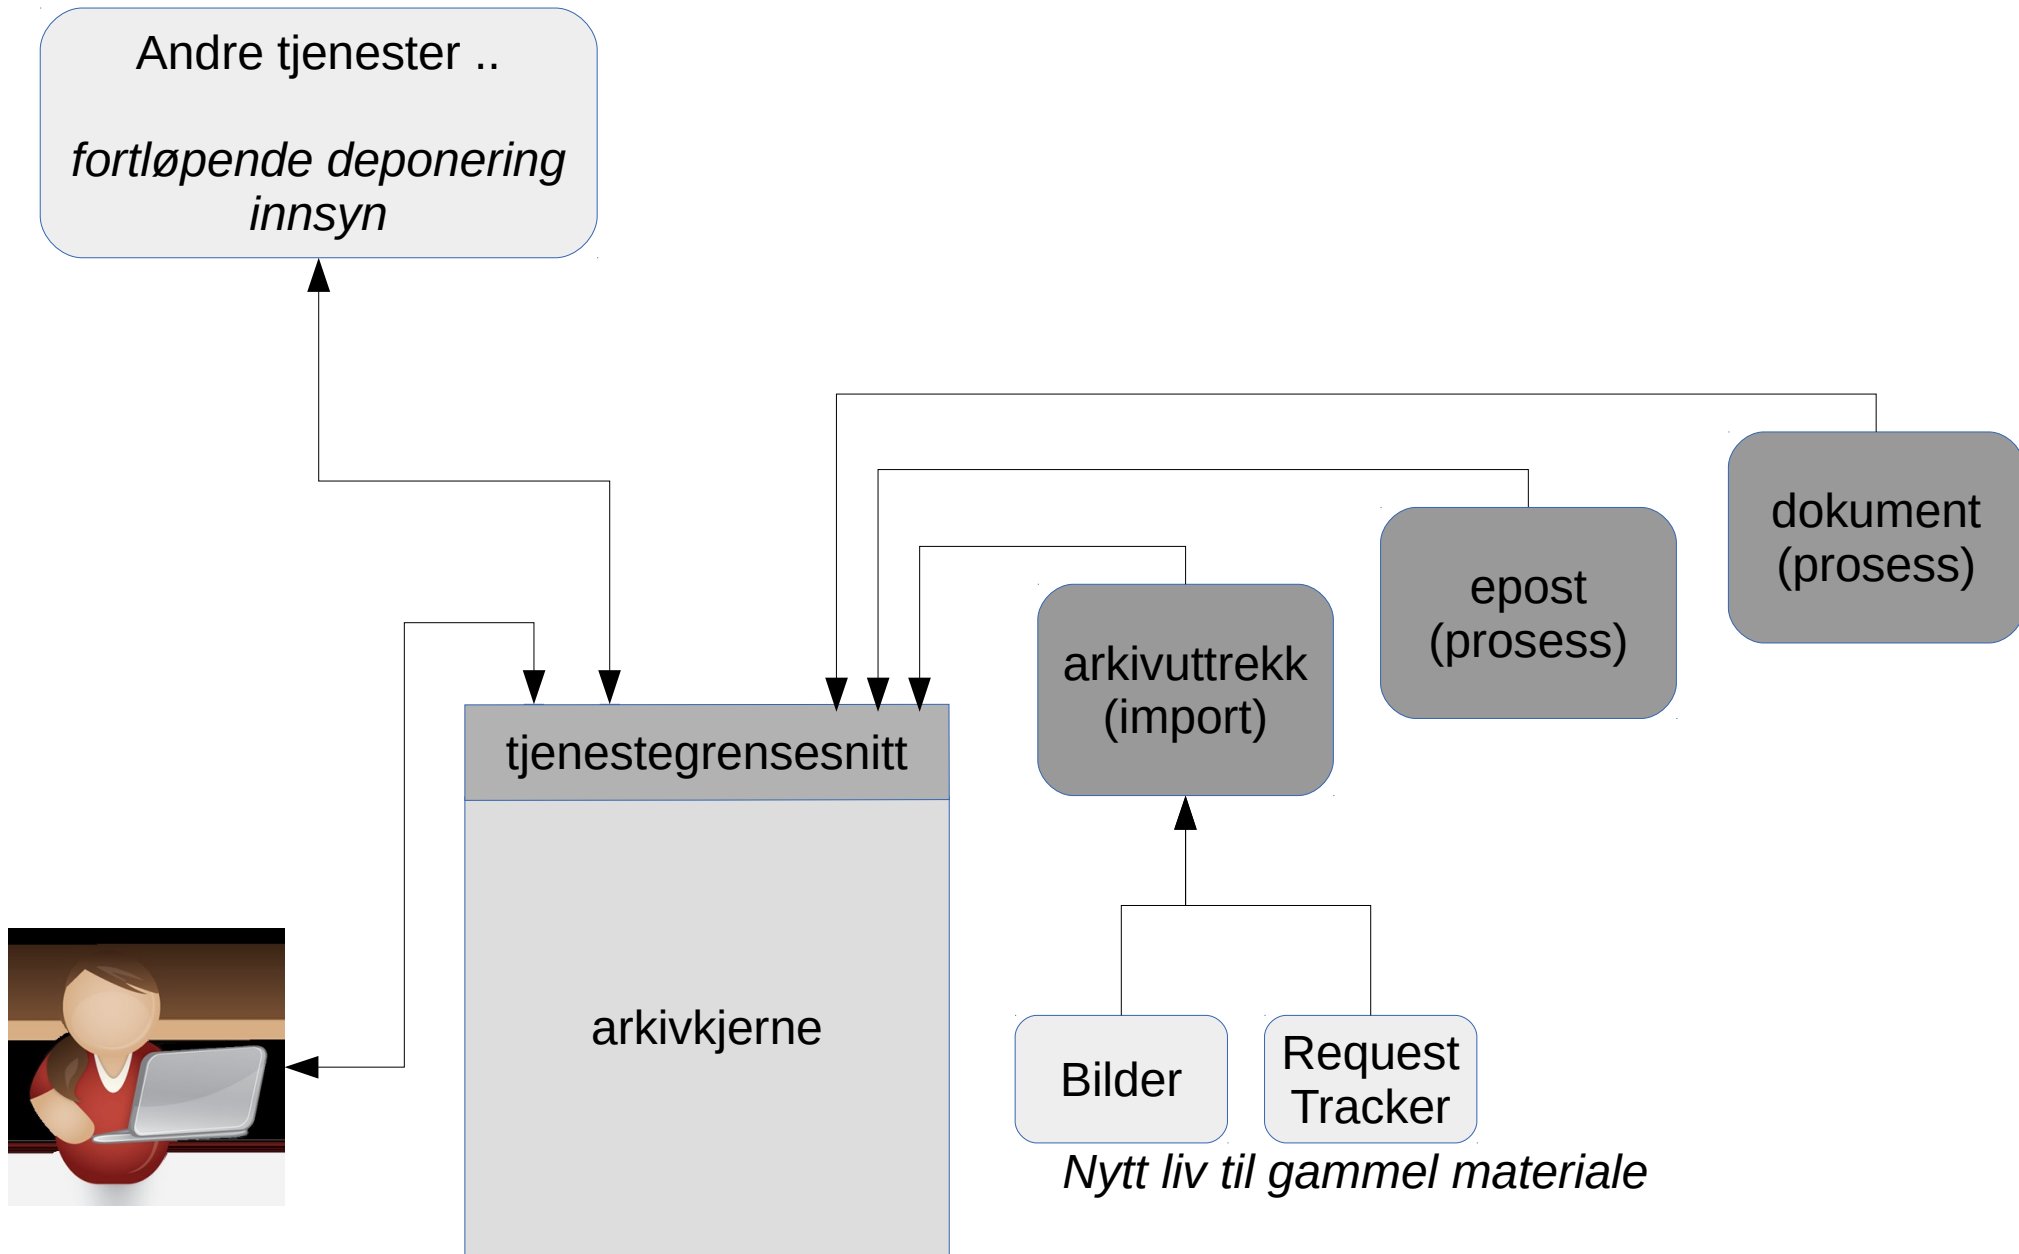 Andre tjenester ..
fortløpende deponering
innsyn
dokument
(prosess)
epost
(prosess)
arkivuttrekk
(import)
tjenestegrensesnitt
arkivkjerne
Bilder
Request
Tracker
Nytt liv til gammel materiale